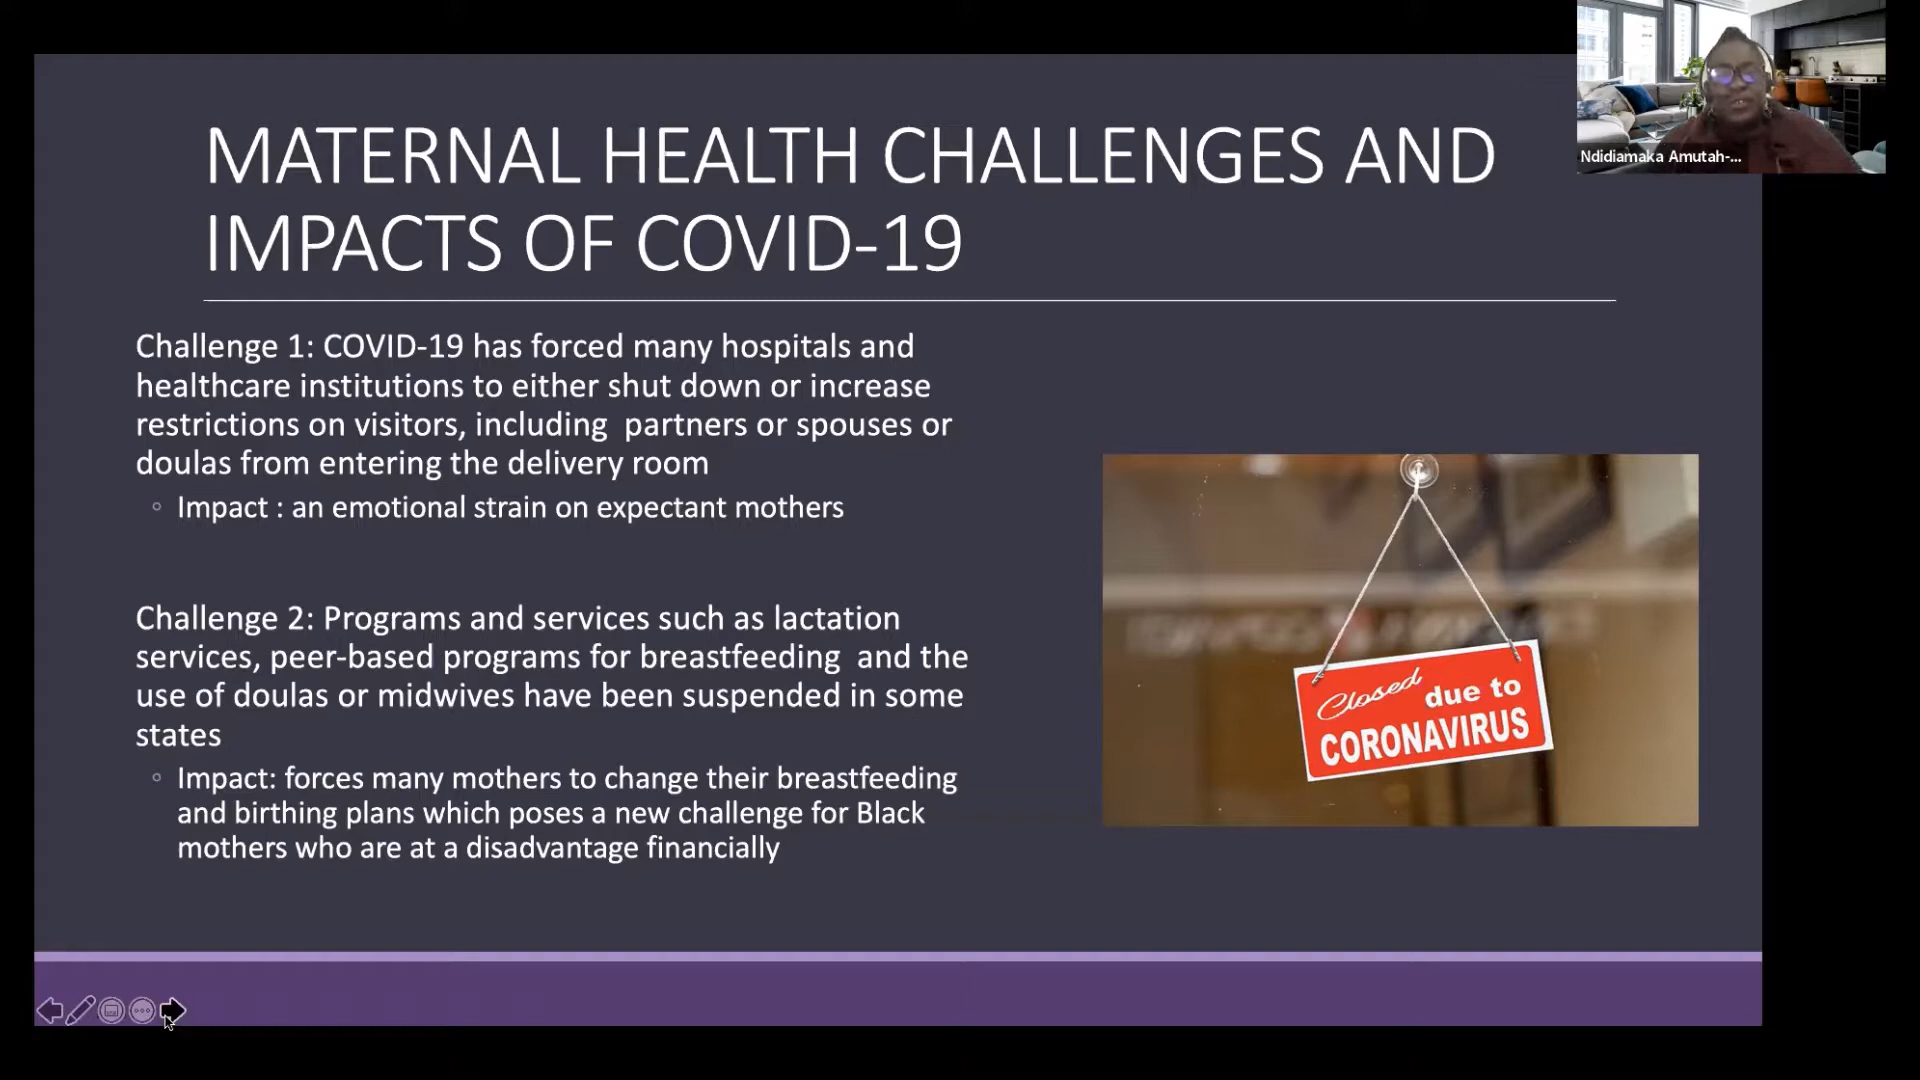 Ndidiamaka Amutah-...
MATERNAL HEALTH CHALLENGES AND
IMPACTS OF COVID-19
Challenge 1: COVID-19 has forced many hospitals and
healthcare institutions to either shut down or increase
restrictions on visitors, including  partners or spouses or
doulas from entering the delivery room
◦ Impact : an emotional strain on expectant mothers
Challenge 2: Programs and services such as lactation
services, peer-based programs for breastfeeding  and the
use of doulas or midwives have been suspended in some
states
◦ Impact: forces many mothers to change their breastfeeding
and birthing plans which poses a new challenge for Black
mothers who are at a disadvantage financially
Closed due to
CORONAVIRUS